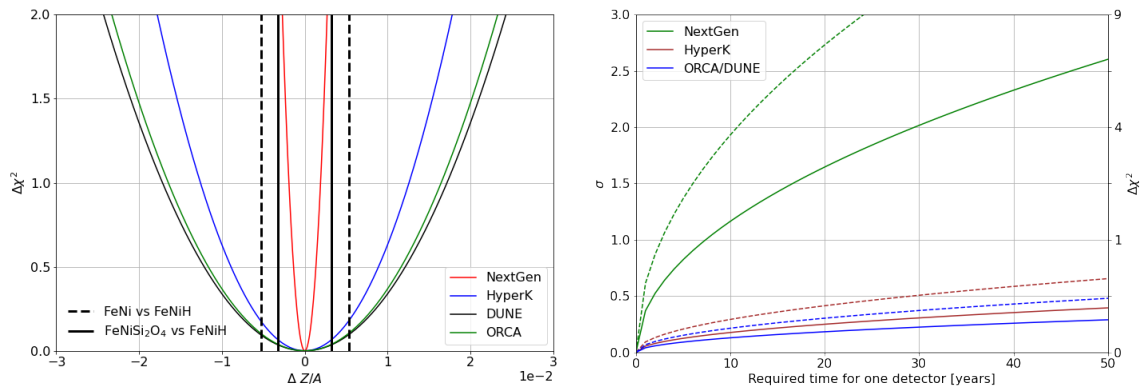 2.0
1.5
1.0
0.5
0.0
Δχ²
−3
−2
−1
0
1
2
3
1e−2
Δ Z/A
FeNi vs FeNiH
FeNiSi₂O₄ vs FeNiH
NextGen
HyperK
DUNE
ORCA
3.0
2.5
2.0
1.5
1.0
0.5
0.0
σ
NextGen
HyperK
ORCA/DUNE
9
4
1
0
Δχ²
0
10
20
30
40
50
Required time for one detector [years]